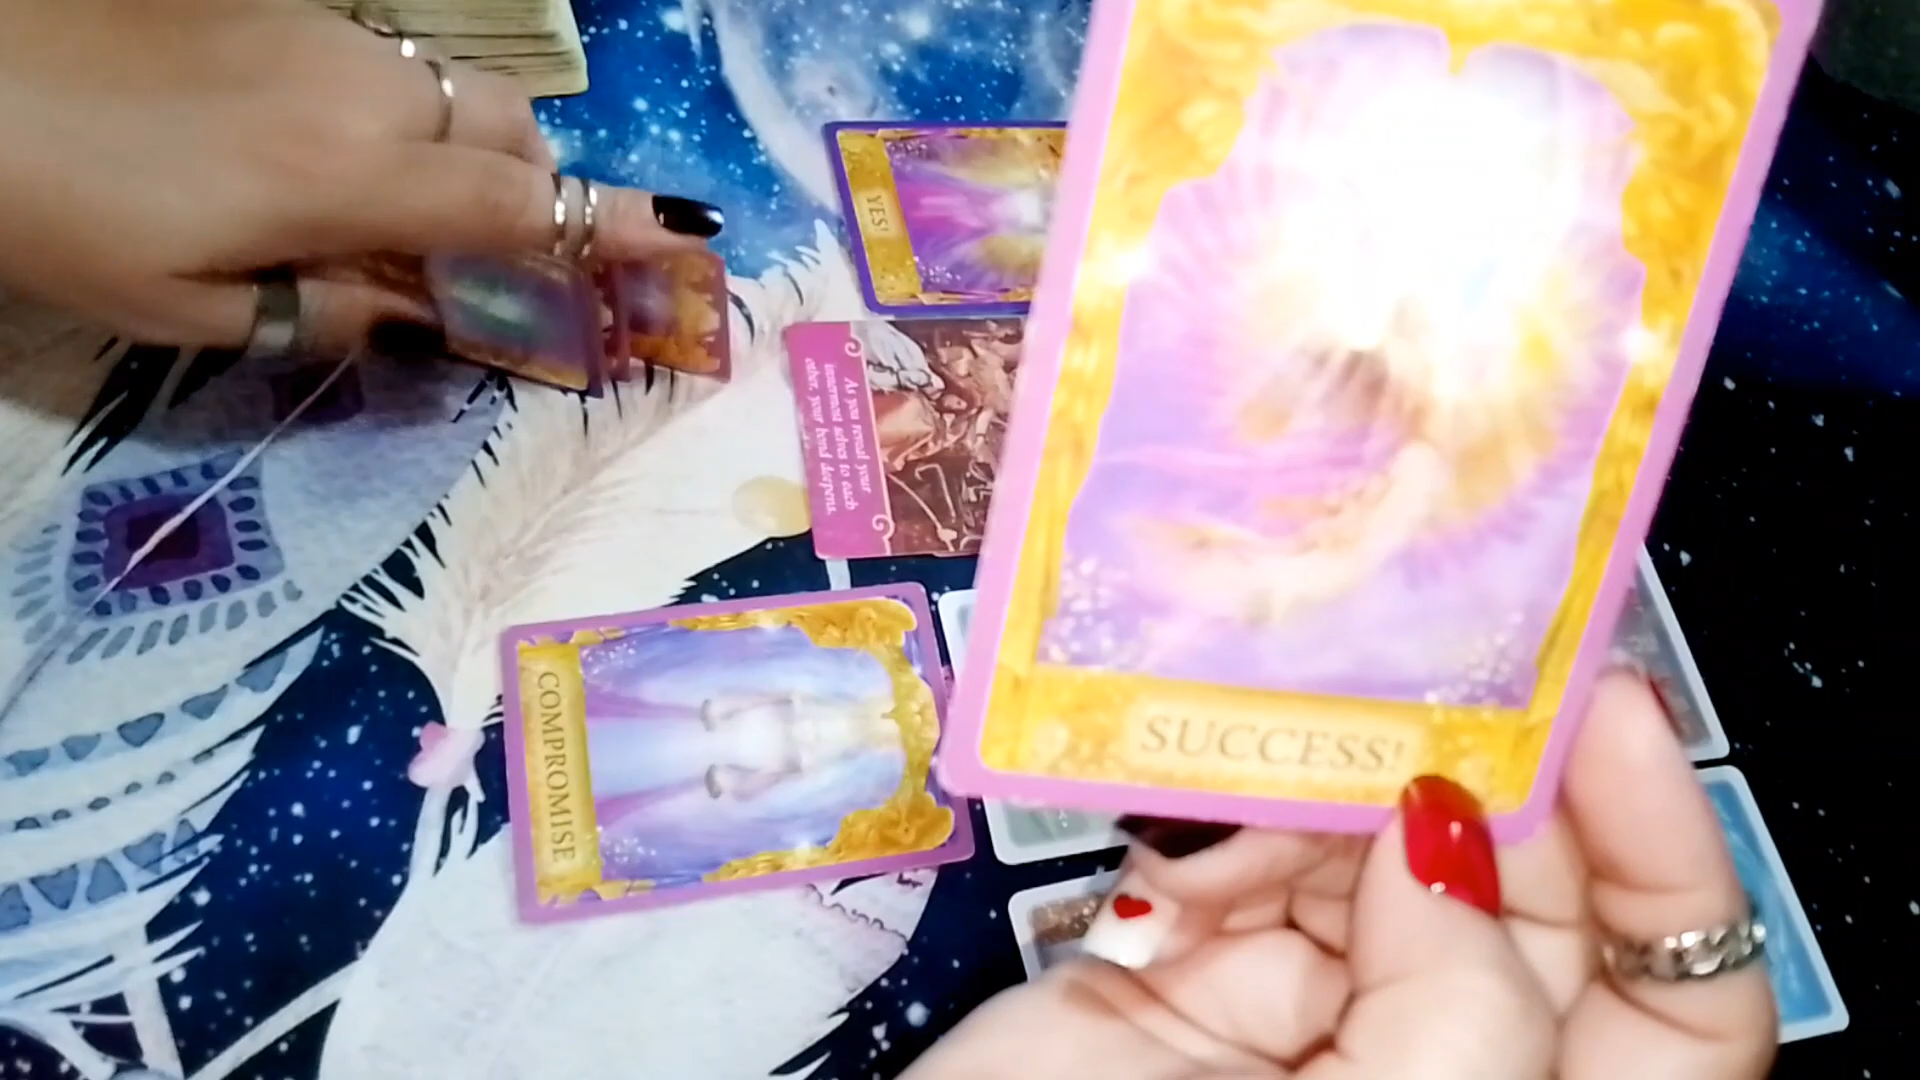 YES!
As you reveal your
innermost selves to each
other, your bond deepens.
SUCCESS!
COMPROMISE